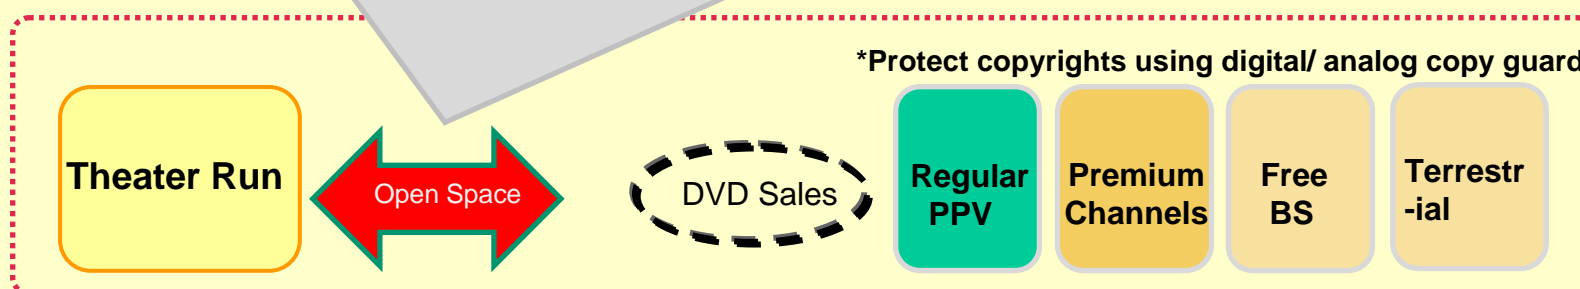 *Protect copyrights using digital/ analog copy guard
Theater Run
Open Space
DVD Sales
Regular
PPV
Premium
Channels
Free
BS
Terrestr
-ial